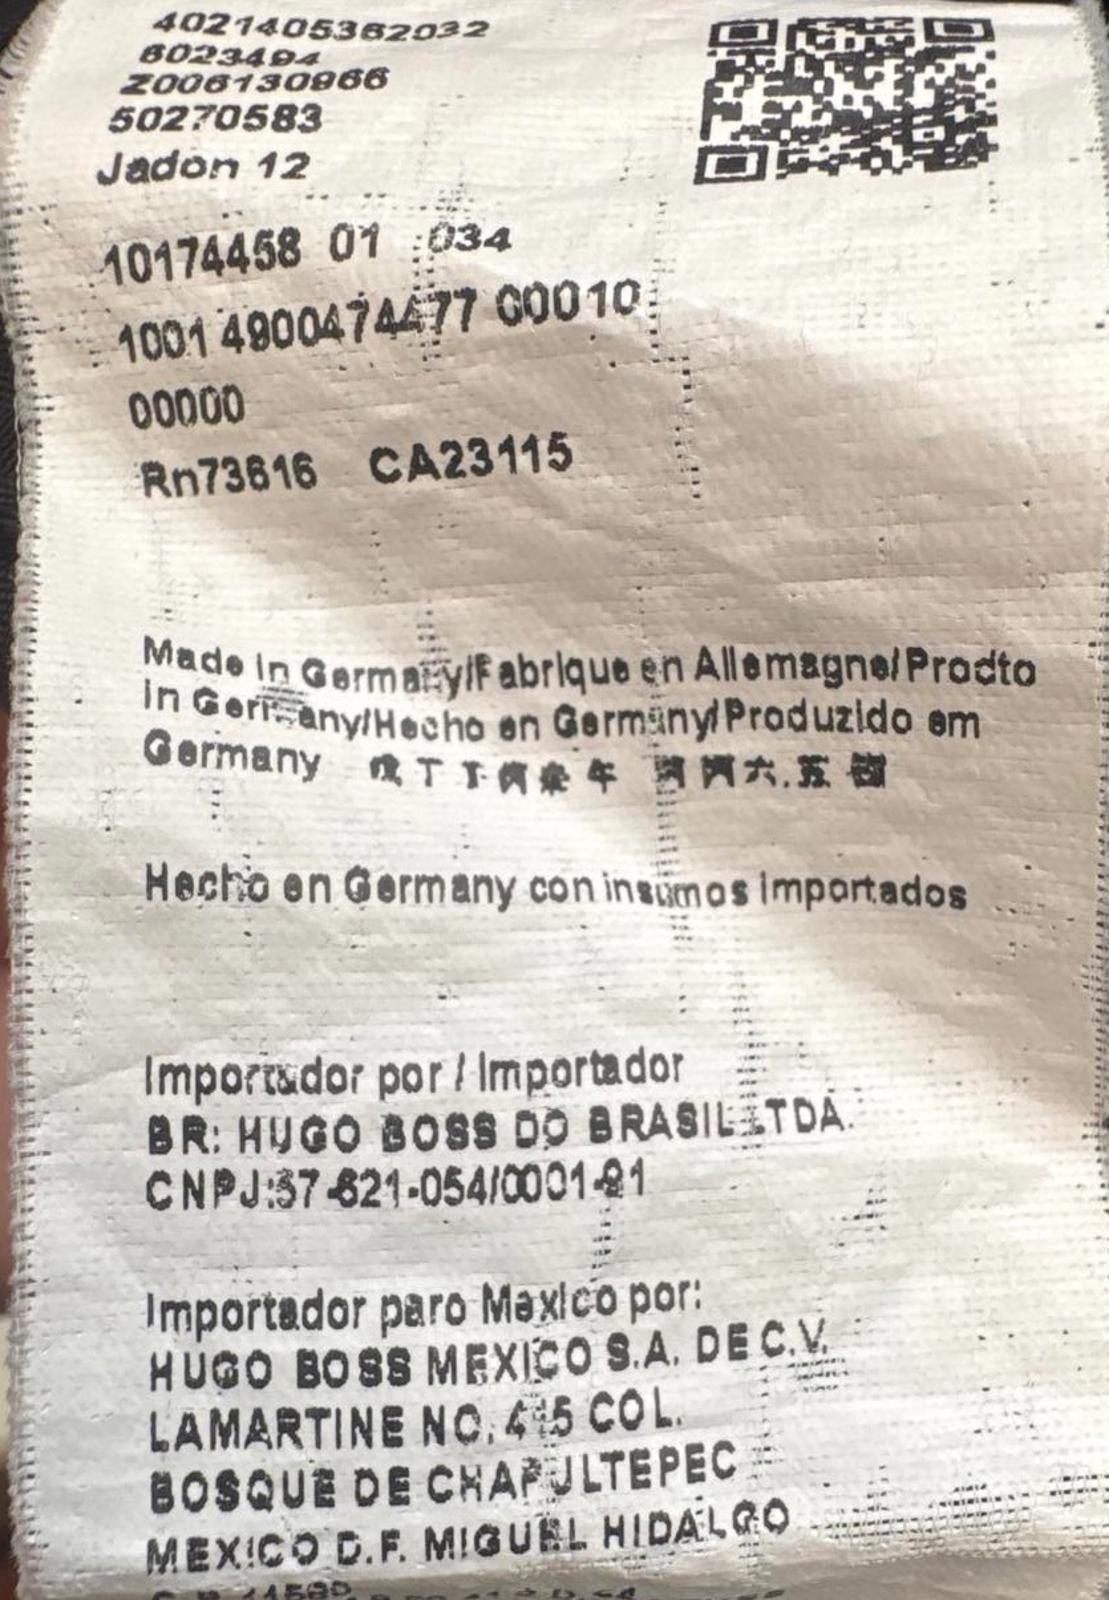 4021405362032
6023494
Z006130966
50270583
Jadon 12
10174458 01 034
1001 4900474477 00010
00000
Rn73616 CA23115
Made in Germany/Fabrique en Allemagne/Prodto
in Germany/Hecho en Germany/Produzido em
Germany
Hecho en Germany con insumos importados
Importador por / Importador
BR: HUGO BOSS DO BRASIL LTDA.
CNPJ:57-621-054/0001-91
Importador paro Mexico por:
HUGO BOSS MEXICO S.A. DE C.V.
LAMARTINE NO. 415 COL.
BOSQUE DE CHAPULTEPEC
MEXICO D.F. MIGUEL HIDALGO